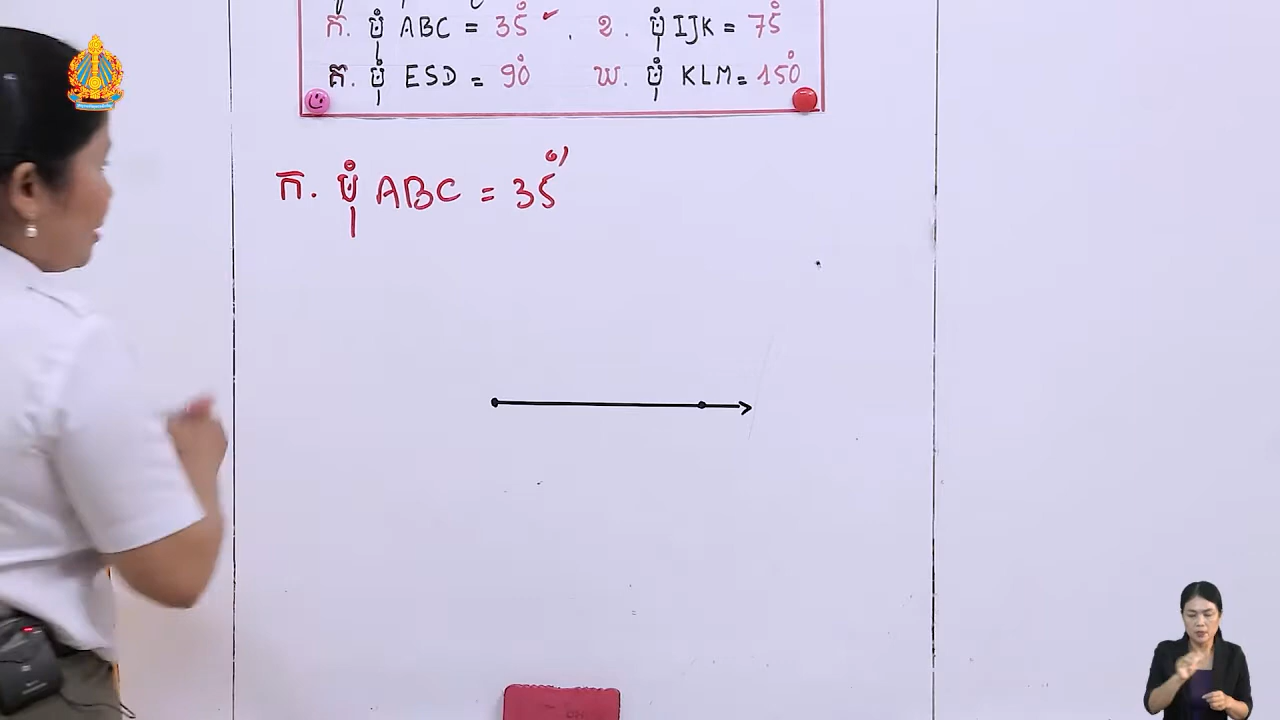 ក. មុំ ABC = 35° ✓. ខ. មុំ IJK = 75°
គ. មុំ ESD = 90° ឃ. មុំ KLM = 150°
ក. មុំ ABC = 35°